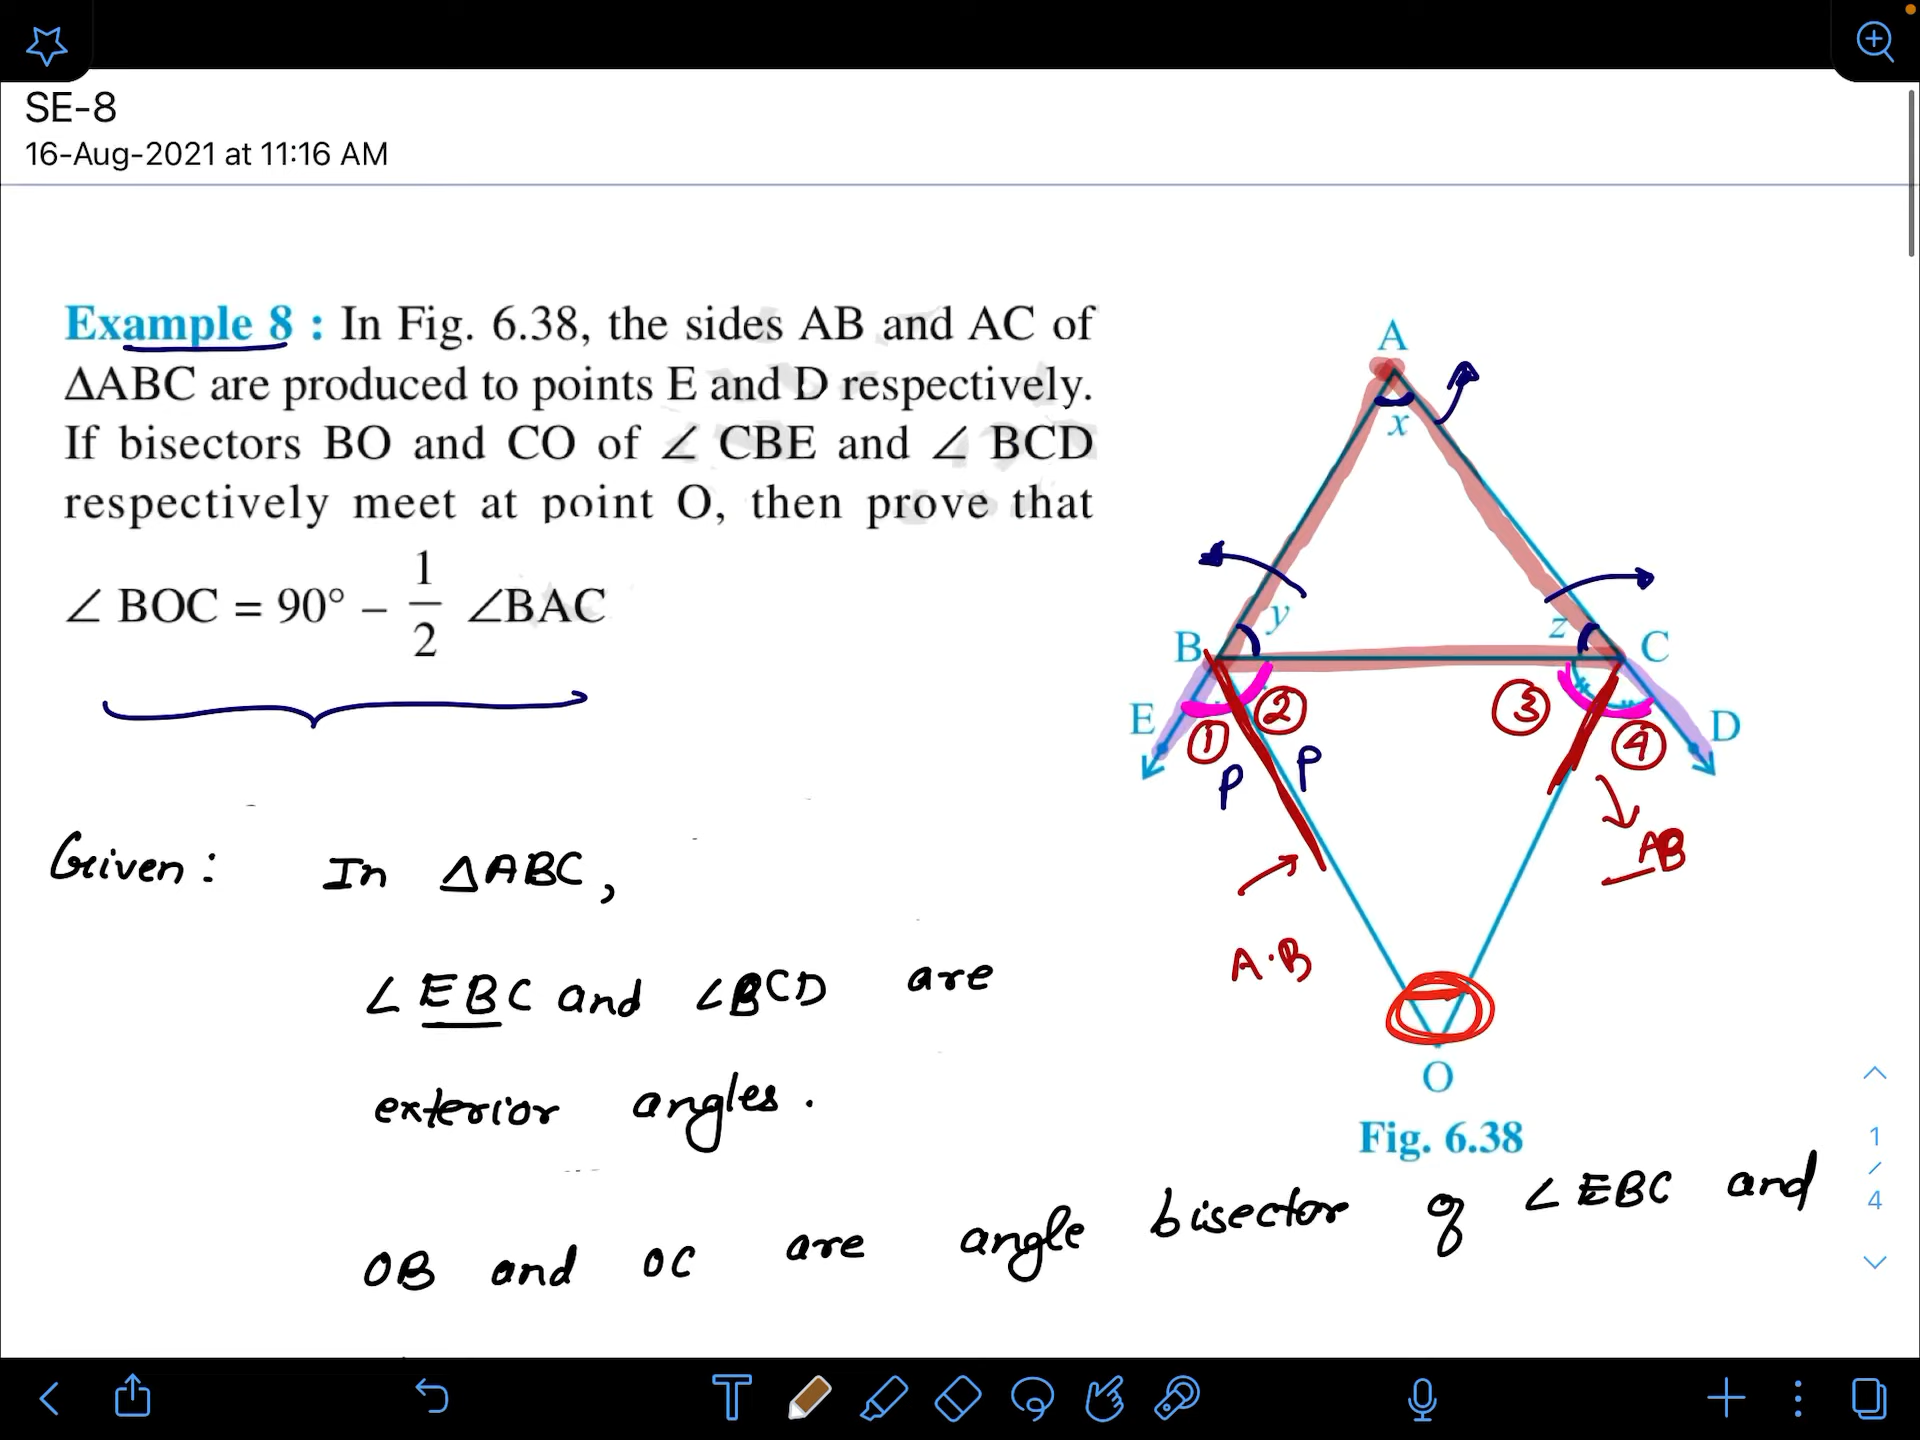 SE-8
16-Aug-2021 at 11:16 AM
Example 8 : In Fig. 6.38, the sides AB and AC of
ΔABC are produced to points E and D respectively.
If bisectors BO and CO of ∠ CBE and ∠ BCD
respectively meet at point O, then prove that
∠ BOC = 90° – 1/2 ∠BAC
A
x
y
z
B
C
E
D
① ② ③ ④
P P
AB
A·B
O
Fig. 6.38
Given : In ΔABC,
∠EBC and ∠BCD are
exterior angles.
OB and OC are angle bisector of ∠EBC and
1
/
4
T